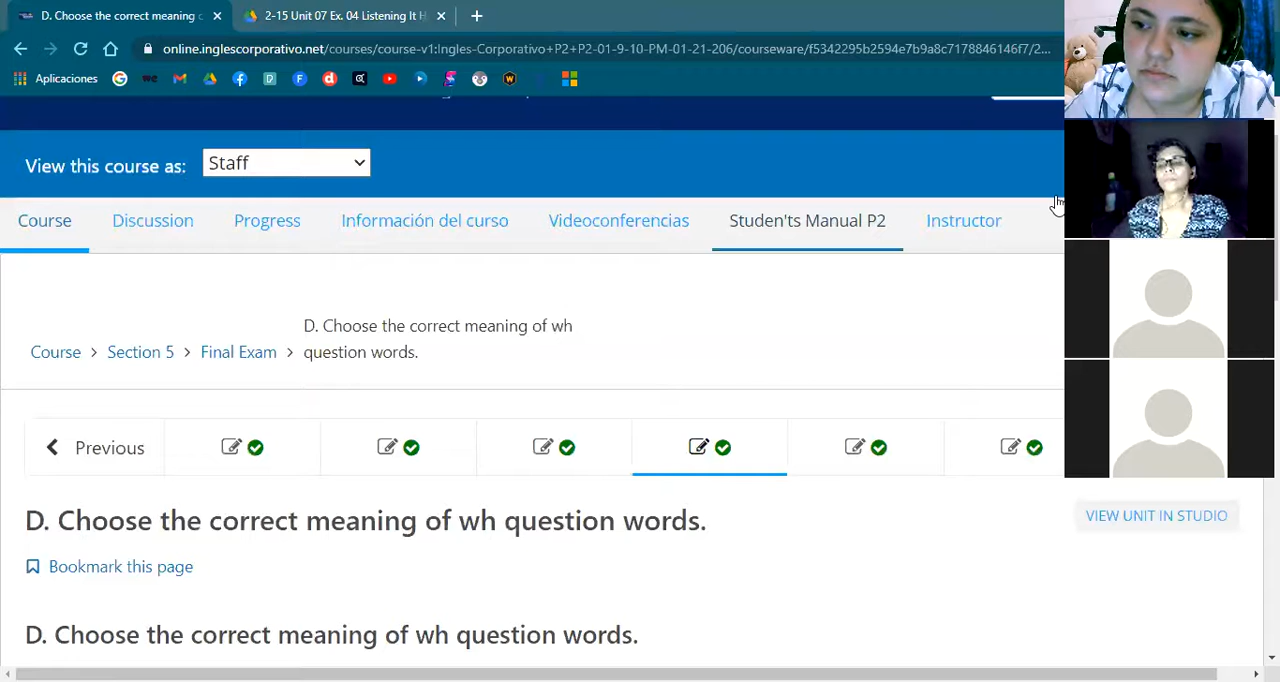 D. Choose the correct meaning
2-15 Unit 07 Ex. 04 Listening It H
online.inglescorporativo.net/courses/course-v1:Ingles-Corporativo+P2+P2-01-9-10-PM-01-21-206/courseware/f5342295b2594e7b9a8c7178846146f7/2...
Aplicaciones
View this course as:
Staff
Course
Discussion
Progress
Información del curso
Videoconferencias
Studen'ts Manual P2
Instructor
D. Choose the correct meaning of wh
Course > Section 5 > Final Exam > question words.
Previous
D. Choose the correct meaning of wh question words.
VIEW UNIT IN STUDIO
Bookmark this page
D. Choose the correct meaning of wh question words.